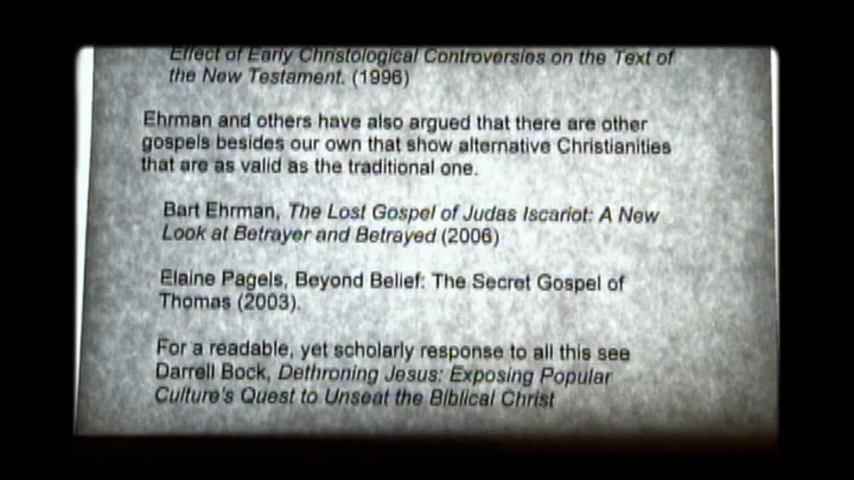 Effect of Early Christological Controversies on the Text of
the New Testament. (1996)
Ehrman and others have also argued that there are other
gospels besides our own that show alternative Christianities
that are as valid as the traditional one.
Bart Ehrman, The Lost Gospel of Judas Iscariot: A New
Look at Betrayer and Betrayed (2006)
Elaine Pagels, Beyond Belief: The Secret Gospel of
Thomas (2003).
For a readable, yet scholarly response to all this see
Darrell Bock, Dethroning Jesus: Exposing Popular
Culture's Quest to Unseat the Biblical Christ